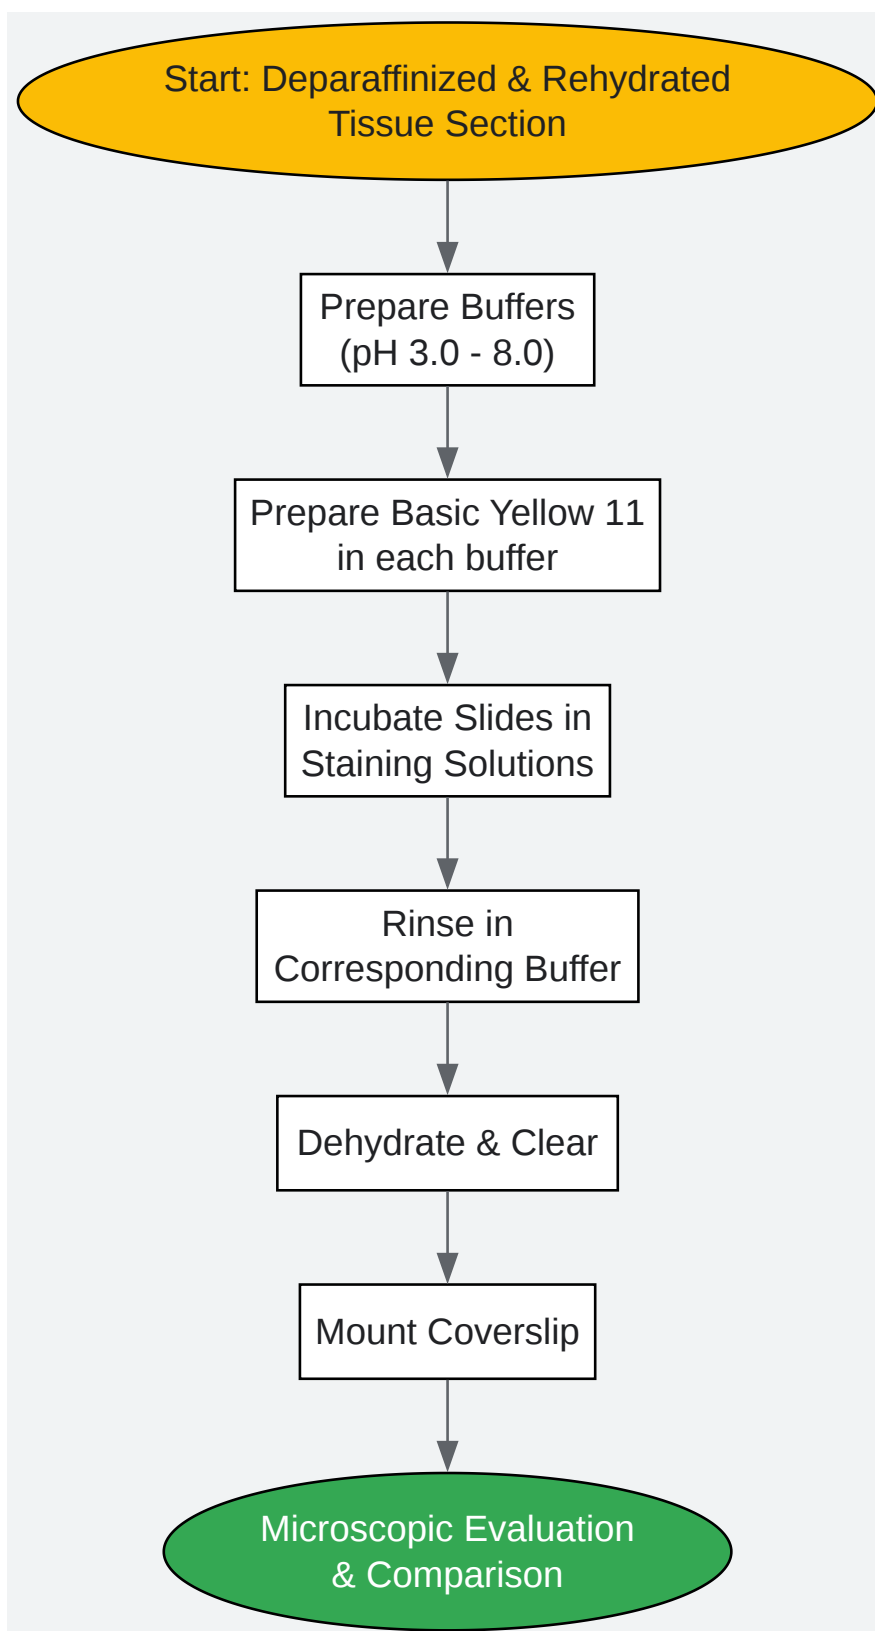 Start: Deparaffinized & Rehydrated
Tissue Section
Prepare Buffers
(pH 3.0 - 8.0)
Prepare Basic Yellow 11
in each buffer
Incubate Slides in
Staining Solutions
Rinse in
Corresponding Buffer
Dehydrate & Clear
Mount Coverslip
Microscopic Evaluation
& Comparison